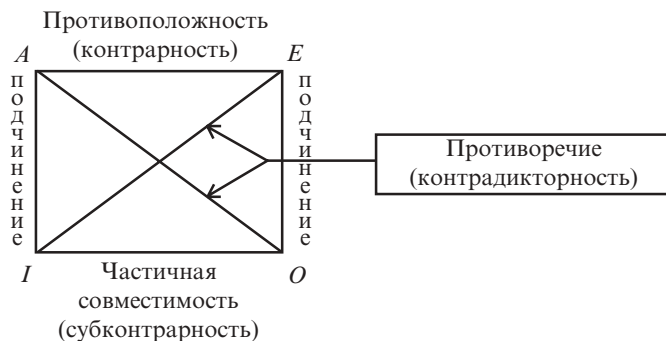 Противоположность
(контрарность)
A
E
подчинение
подчинение
Противоречие
(контрадикторность)
I
Частичная
совместимость
(субконтрарность)
O